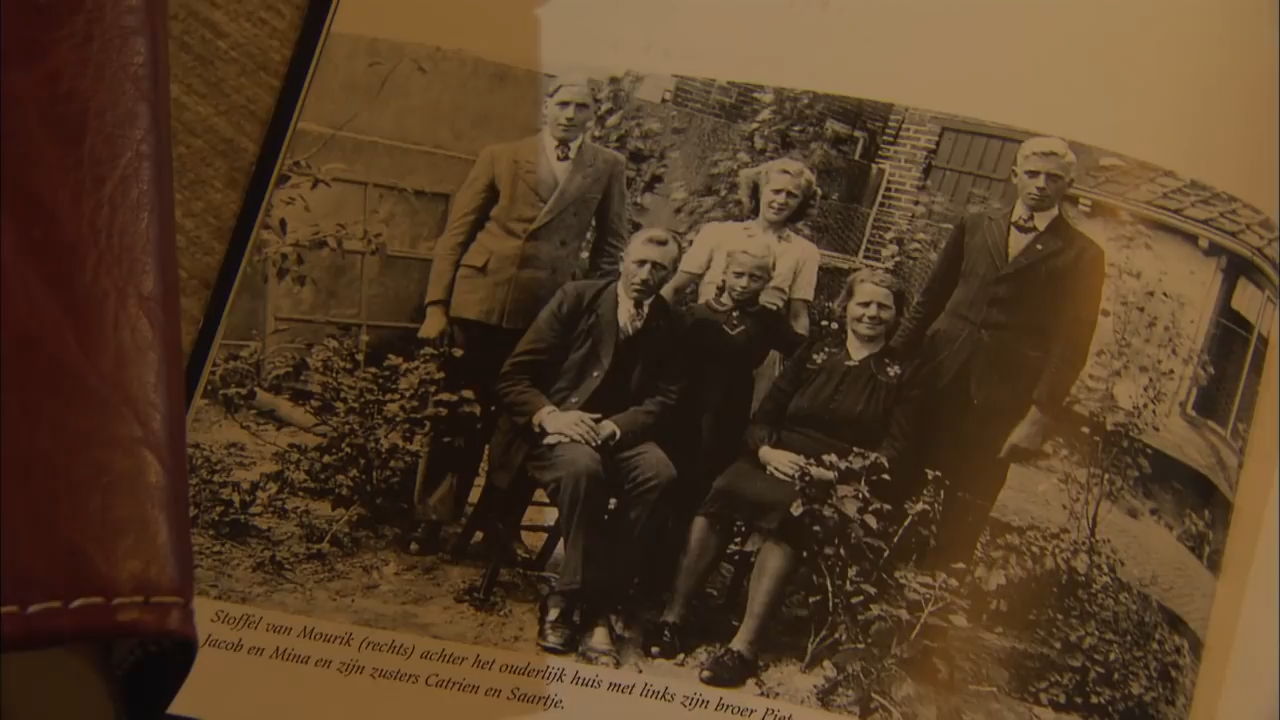 Stoffel van Mourik (rechts) achter het ouderlijk huis met links zijn broer Piet
Jacob en Mina en zijn zusters Catrien en Saartje.